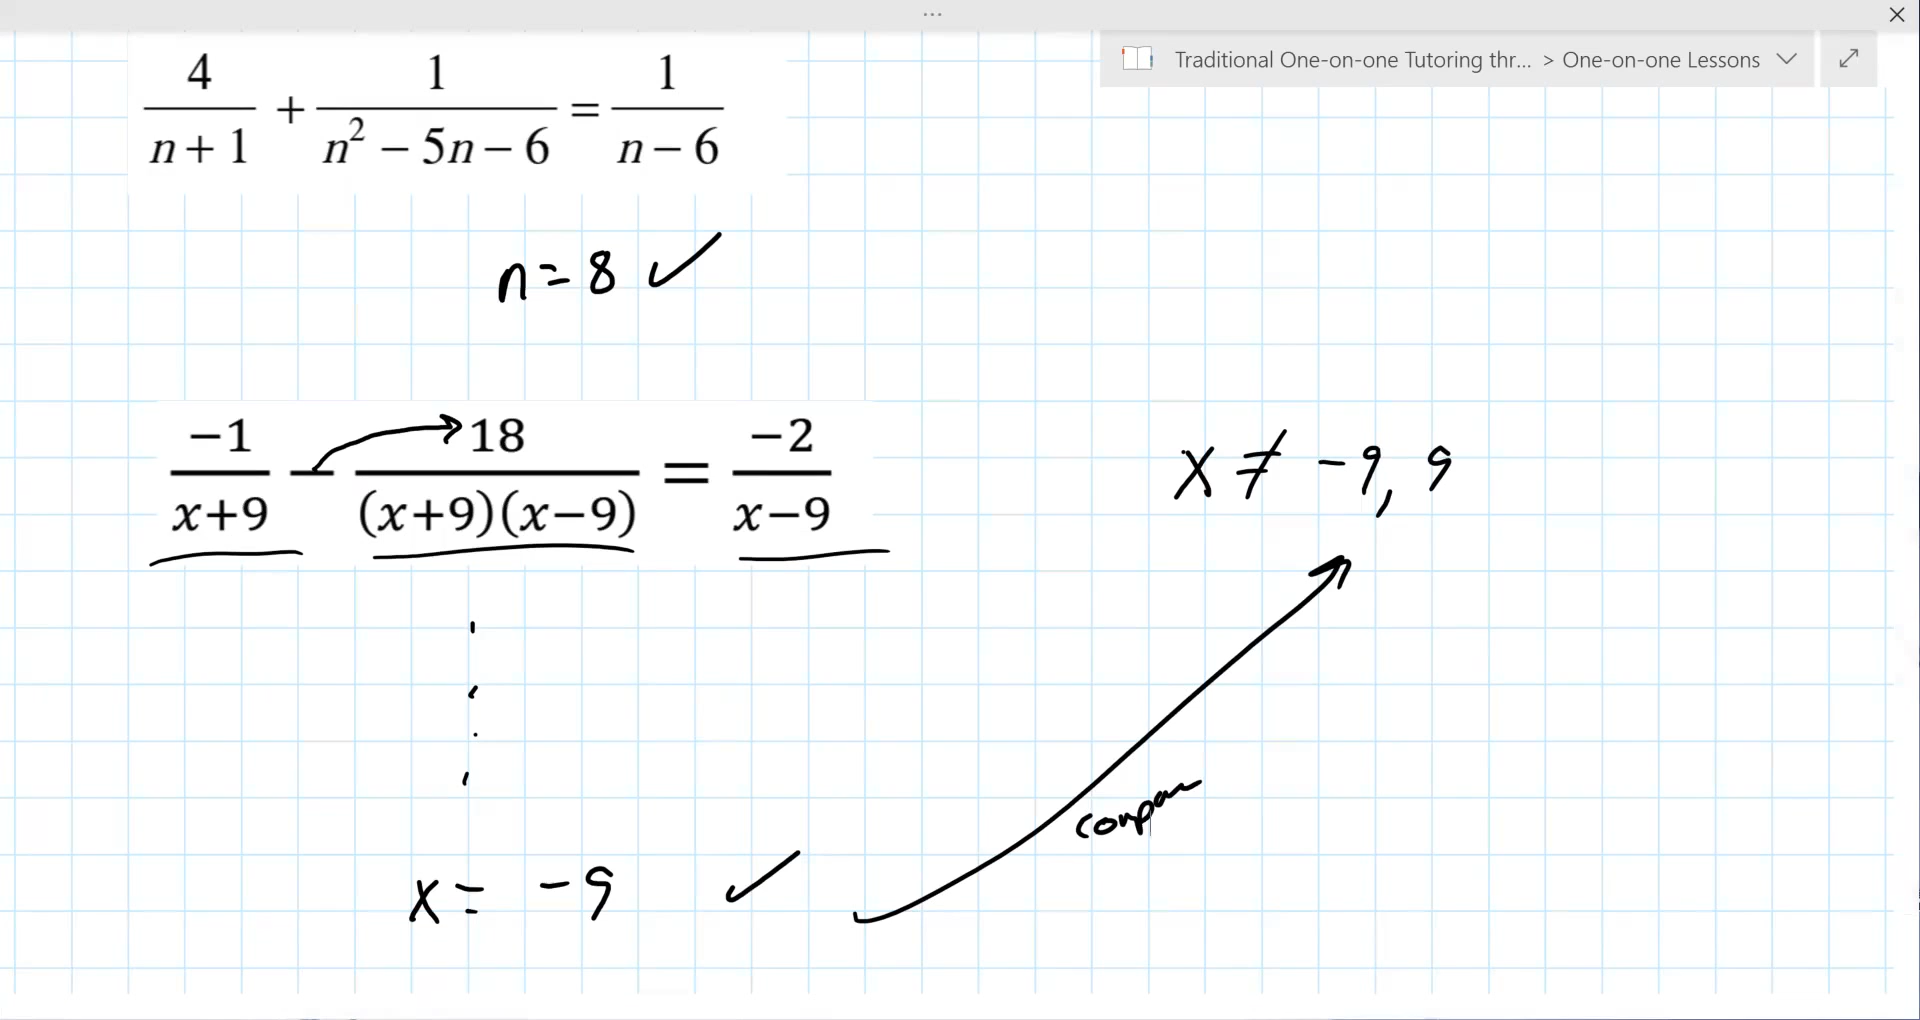 Traditional One-on-one Tutoring thr... > One-on-one Lessons
4/(n + 1) + 1/(n² − 5n − 6) = 1/(n − 6)
n = 8 ✓
−1/(x+9) − 18/((x+9)(x−9)) = −2/(x−9)
x ≠ -9, 9
compare
x = -9 ✓